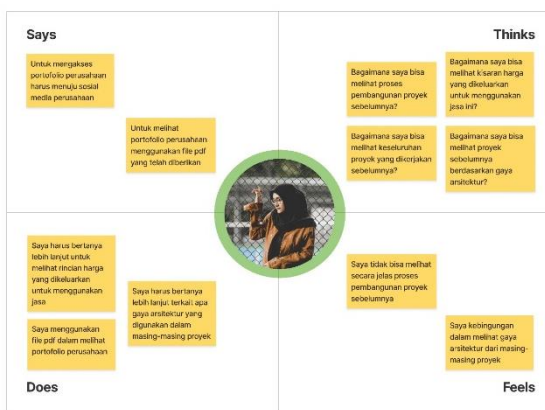 Says
Untuk mengakses
portofolio perusahaan
harus menuju sosial
media perusahaan
Untuk melihat
portofolio perusahaan
menggunakan file pdf
yang telah diberikan
Thinks
Bagaimana saya bisa
melihat proses
pembangunan proyek
sebelumnya?
Bagaimana saya bisa
melihat kisaran harga
yang dikeluarkan
untuk menggunakan
jasa ini?
Bagaimana saya bisa
melihat keseluruhan
proyek yang dikerjakan
sebelumnya?
Bagaimana saya bisa
melihat proyek
sebelumnya
berdasarkan gaya
arsitektur?
Saya harus bertanya
lebih lanjut untuk
melihat rincian harga
yang dikeluarkan
untuk menggunakan
jasa
Saya harus bertanya
lebih lanjut terkait apa
gaya arsitektur yang
digunakan dalam
masing-masing proyek
Saya menggunakan
file pdf dalam melihat
portofolio perusahaan
Does
Saya tidak bisa melihat
secara jelas proses
pembangunan proyek
sebelumnya
Saya kebingungan
dalam melihat gaya
arsitektur dari masing-
masing proyek
Feels